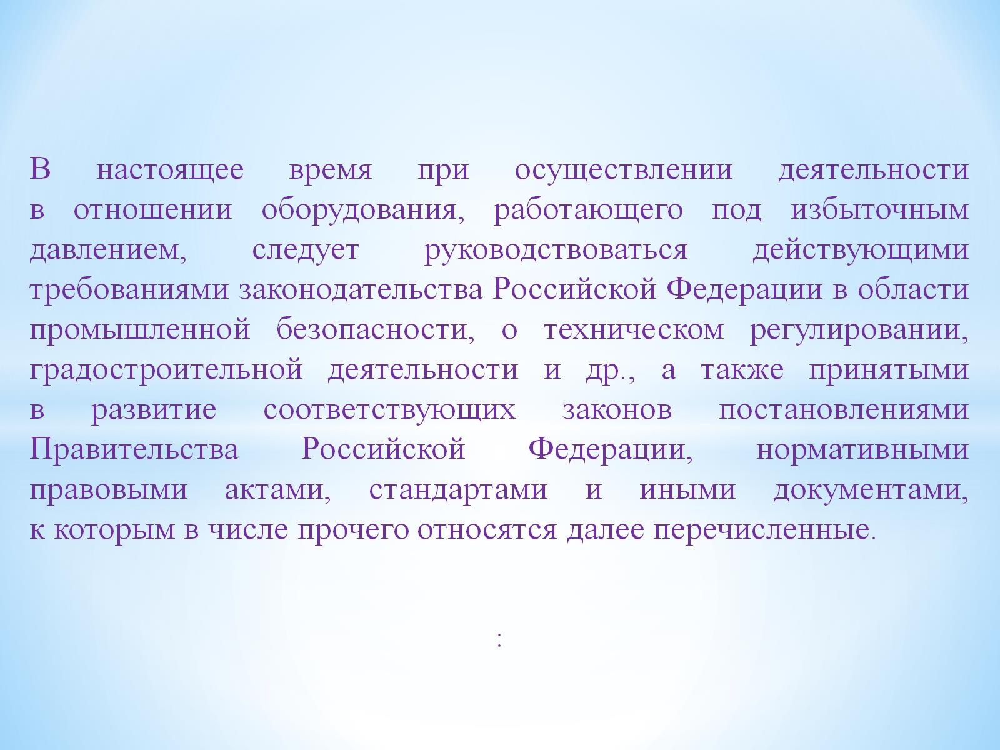 В настоящее время при осуществлении деятельности
в отношении оборудования, работающего под избыточным
давлением, следует руководствоваться действующими
требованиями законодательства Российской Федерации в области
промышленной безопасности, о техническом регулировании,
градостроительной деятельности и др., а также принятыми
в развитие соответствующих законов постановлениями
Правительства Российской Федерации, нормативными
правовыми актами, стандартами и иными документами,
к которым в числе прочего относятся далее перечисленные.
: